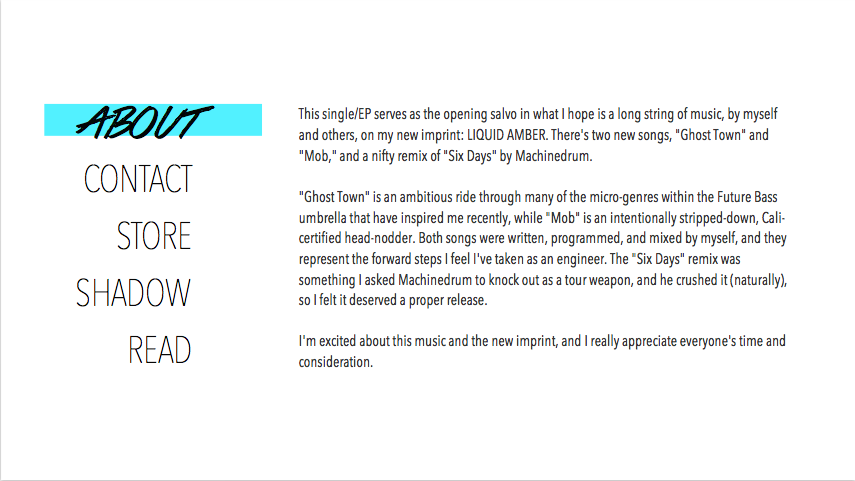 ABOUT
CONTACT
STORE
SHADOW
READ
This single/EP serves as the opening salvo in what I hope is a long string of music, by myself
and others, on my new imprint: LIQUID AMBER. There's two new songs, "Ghost Town" and
"Mob," and a nifty remix of "Six Days" by Machinedrum.
"Ghost Town" is an ambitious ride through many of the micro-genres within the Future Bass
umbrella that have inspired me recently, while "Mob" is an intentionally stripped-down, Cali-
certified head-nodder. Both songs were written, programmed, and mixed by myself, and they
represent the forward steps I feel I've taken as an engineer. The "Six Days" remix was
something I asked Machinedrum to knock out as a tour weapon, and he crushed it (naturally),
so I felt it deserved a proper release.
I'm excited about this music and the new imprint, and I really appreciate everyone's time and
consideration.